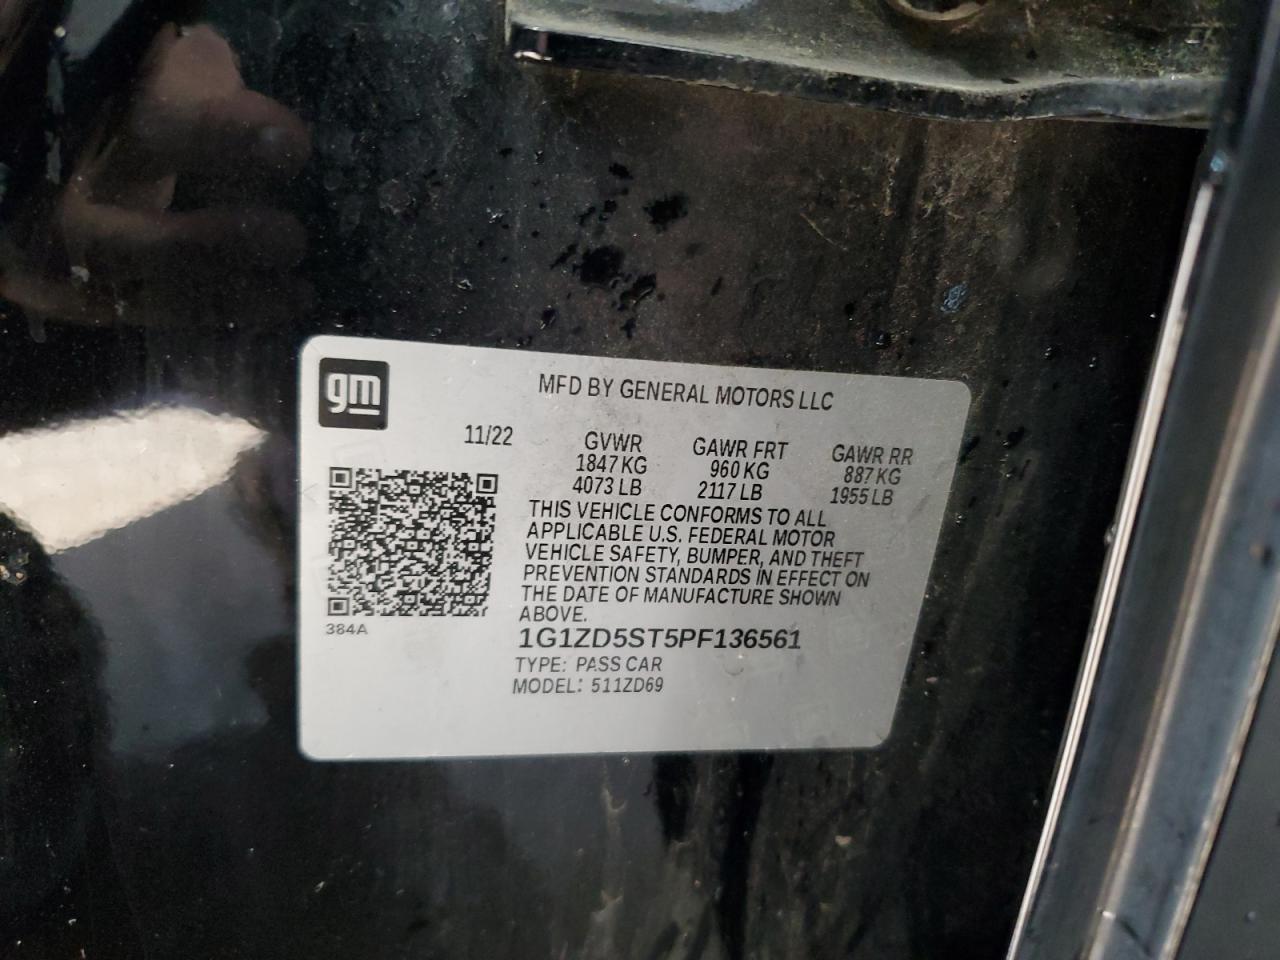 gm
MFD BY GENERAL MOTORS LLC
11/22 GVWR GAWR FRT GAWR RR
1847 KG 960 KG 887 KG
4073 LB 2117 LB 1955 LB
THIS VEHICLE CONFORMS TO ALL
APPLICABLE U.S. FEDERAL MOTOR
VEHICLE SAFETY, BUMPER, AND THEFT
PREVENTION STANDARDS IN EFFECT ON
THE DATE OF MANUFACTURE SHOWN
ABOVE.
384A
1G1ZD5ST5PF136561
TYPE: PASS CAR
MODEL: 511ZD69